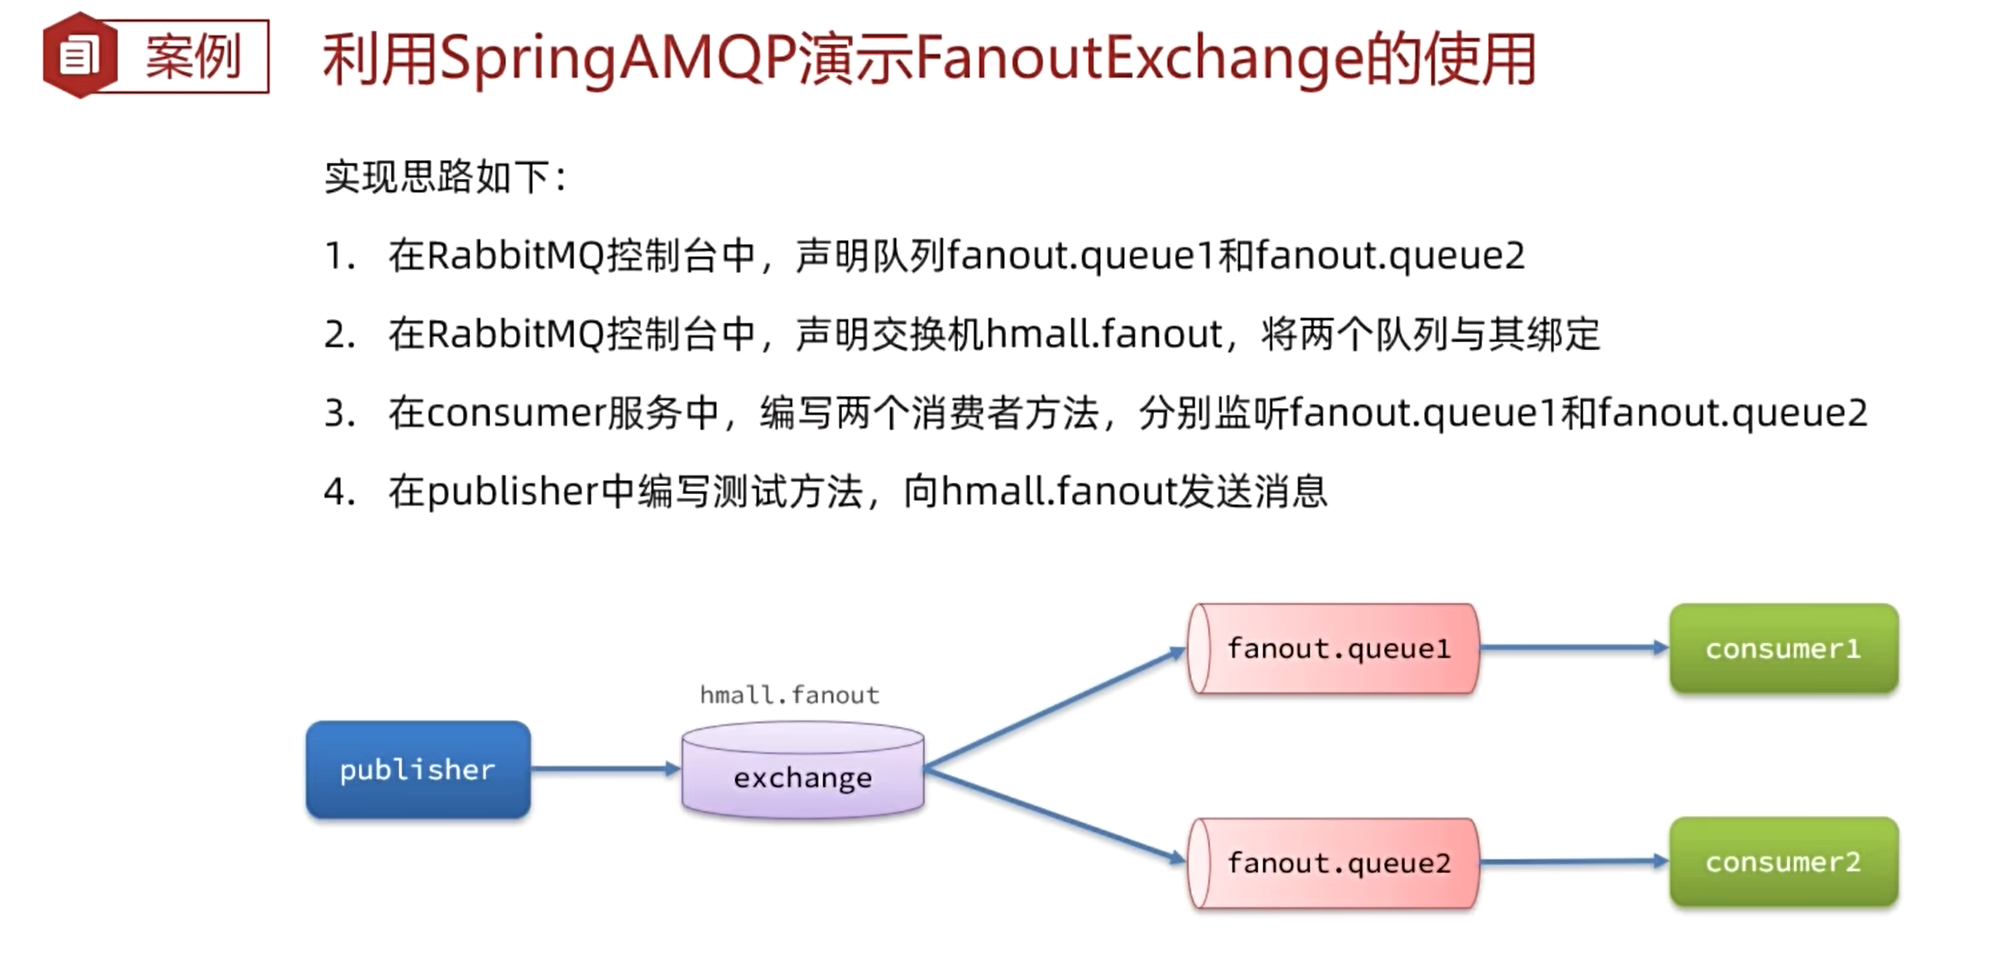 案例
利用SpringAMQP演示FanoutExchange的使用
实现思路如下：
1. 在RabbitMQ控制台中，声明队列fanout.queue1和fanout.queue2
2. 在RabbitMQ控制台中，声明交换机hmall.fanout，将两个队列与其绑定
3. 在consumer服务中，编写两个消费者方法，分别监听fanout.queue1和fanout.queue2
4. 在publisher中编写测试方法，向hmall.fanout发送消息
fanout.queue1
consumer1
hmall.fanout
publisher
exchange
fanout.queue2
consumer2